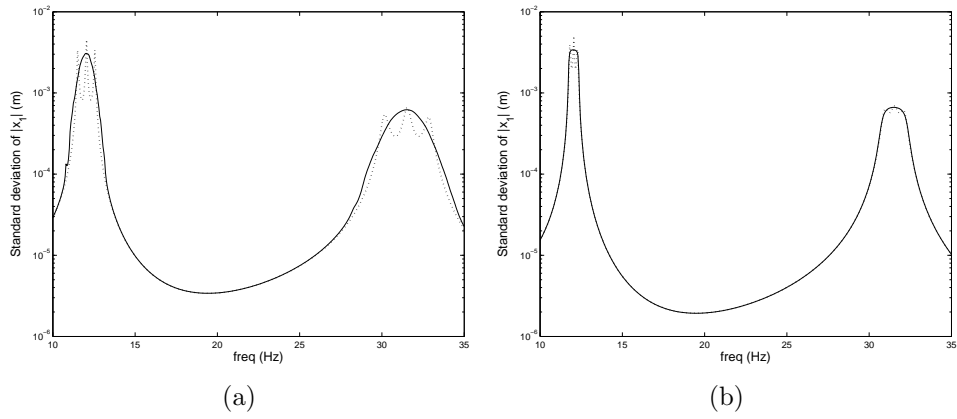 10⁻²
10⁻³
10⁻⁴
10⁻⁵
10⁻⁶
Standard deviation of |x₁| (m)
10 15 20 25 30 35
freq (Hz)
(a)
10⁻²
10⁻³
10⁻⁴
10⁻⁵
10⁻⁶
Standard deviation of |x₁| (m)
10 15 20 25 30 35
freq (Hz)
(b)